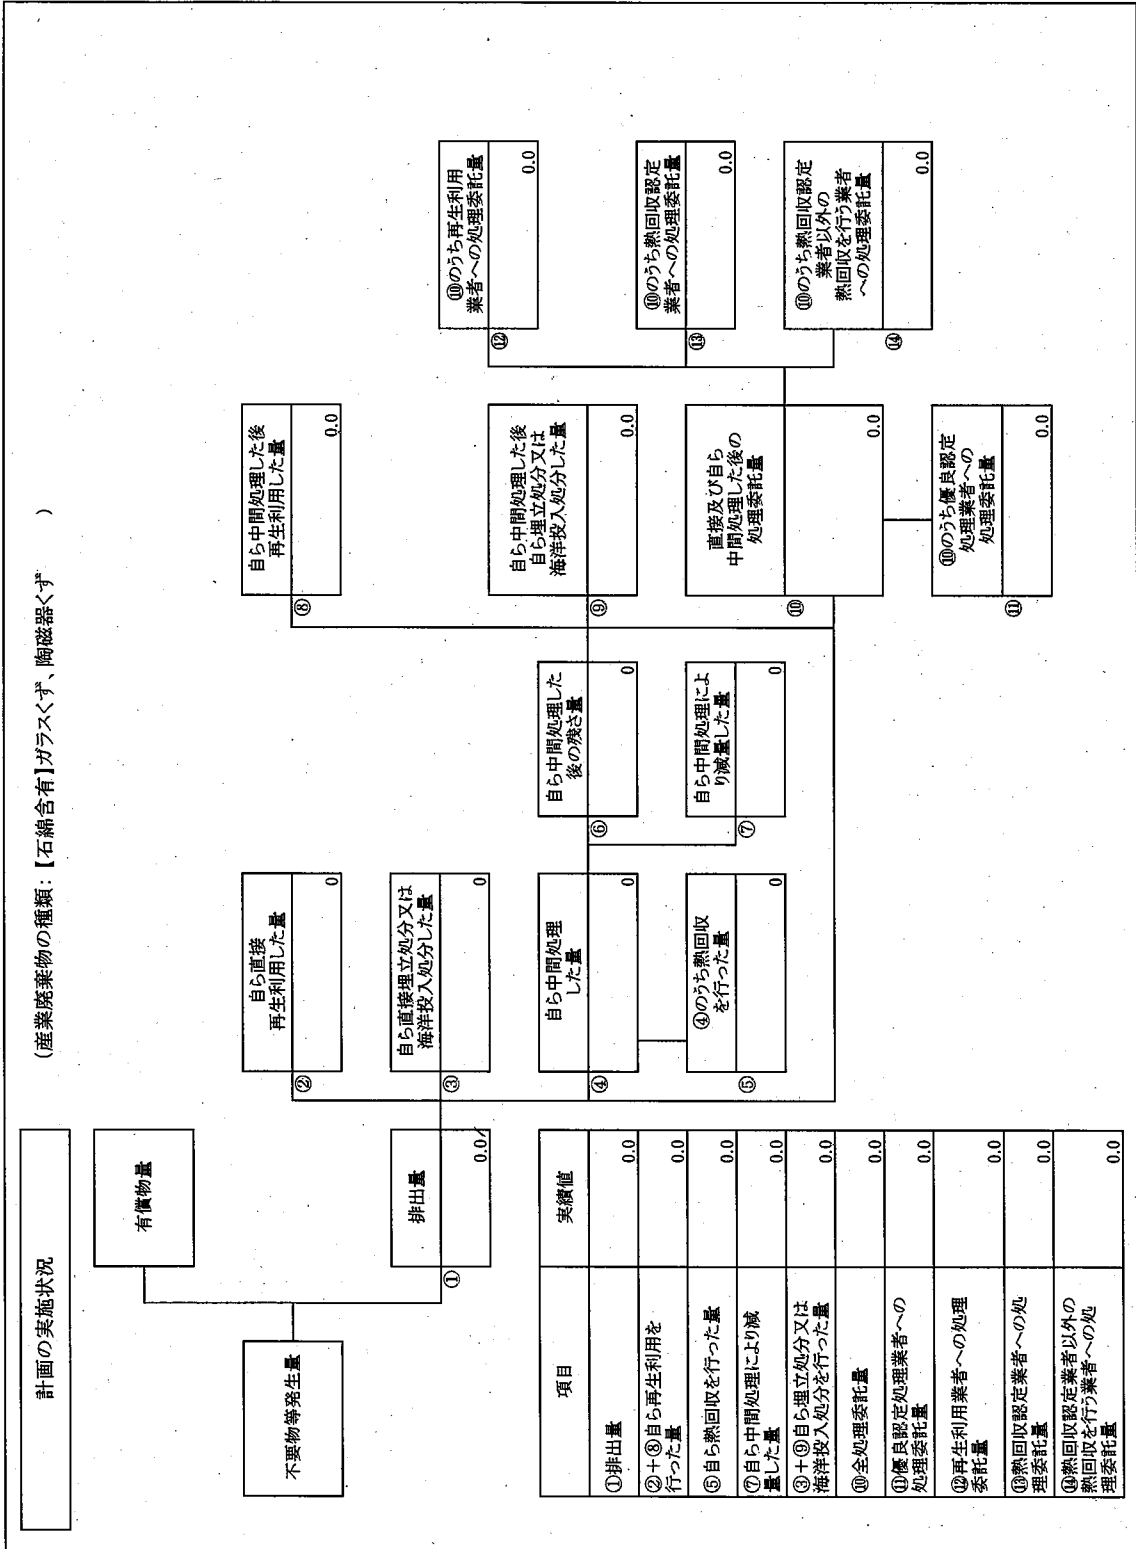 計画の実施状況
(産業廃棄物の種類:【石綿含有】ガラスくず、陶磁器くず )
不要物等発生量
有償物量
①
排出量
0.0
②
自ら直接
再生利用した量
0
③
自ら直接埋立処分又は
海洋投入処分した量
0
④
自ら中間処理
した量
0
⑤
④のうち熱回収
を行った量
0
⑥
自ら中間処理した
後の残さ量
0
⑦
自ら中間処理によ
り減量した量
0
⑧
自ら中間処理した後
再生利用した量
0.0
⑨
自ら中間処理した後
自ら埋立処分又は
海洋投入処分した量
0.0
⑩
直接及び自ら
中間処理した後の
処理委託量
0.0
⑪
⑩のうち優良認定
処理業者への
処理委託量
0.0
⑫
⑩のうち再生利用
業者への処理委託量
0.0
⑬
⑩のうち熱回収認定
業者への処理委託量
0.0
⑭
⑩のうち熱回収認定
業者以外の
熱回収を行う業者
への処理委託量
0.0
項目 実績値
①排出量 0.0
②+⑧自ら再生利用を
行った量 0.0
⑤自ら熱回収を行った量 0.0
⑦自ら中間処理により減
量した量 0.0
③+⑨自ら埋立処分又は
海洋投入処分を行った量 0.0
⑩全処理委託量 0.0
⑪優良認定処理業者への
処理委託量 0.0
⑫再生利用業者への処理
委託量 0.0
⑬熱回収認定業者への処
理委託量 0.0
⑭熱回収認定業者以外の
熱回収を行う業者への処
理委託量 0.0